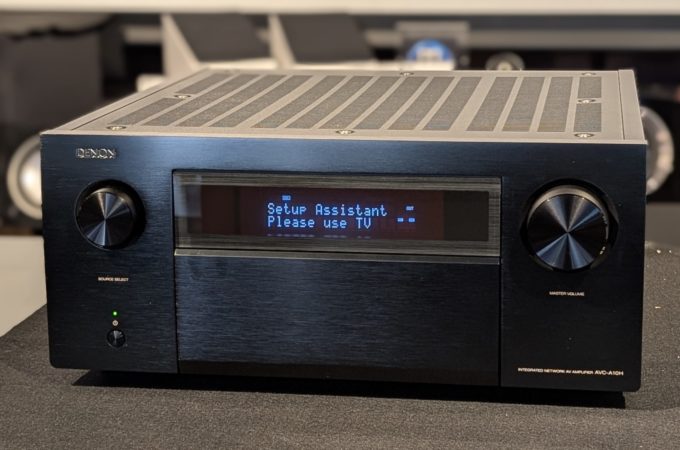 DENON
Setup Assistant
Please use TV
SOURCE SELECT
MASTER VOLUME
INTEGRATED NETWORK AV AMPLIFIER AVC-A10H